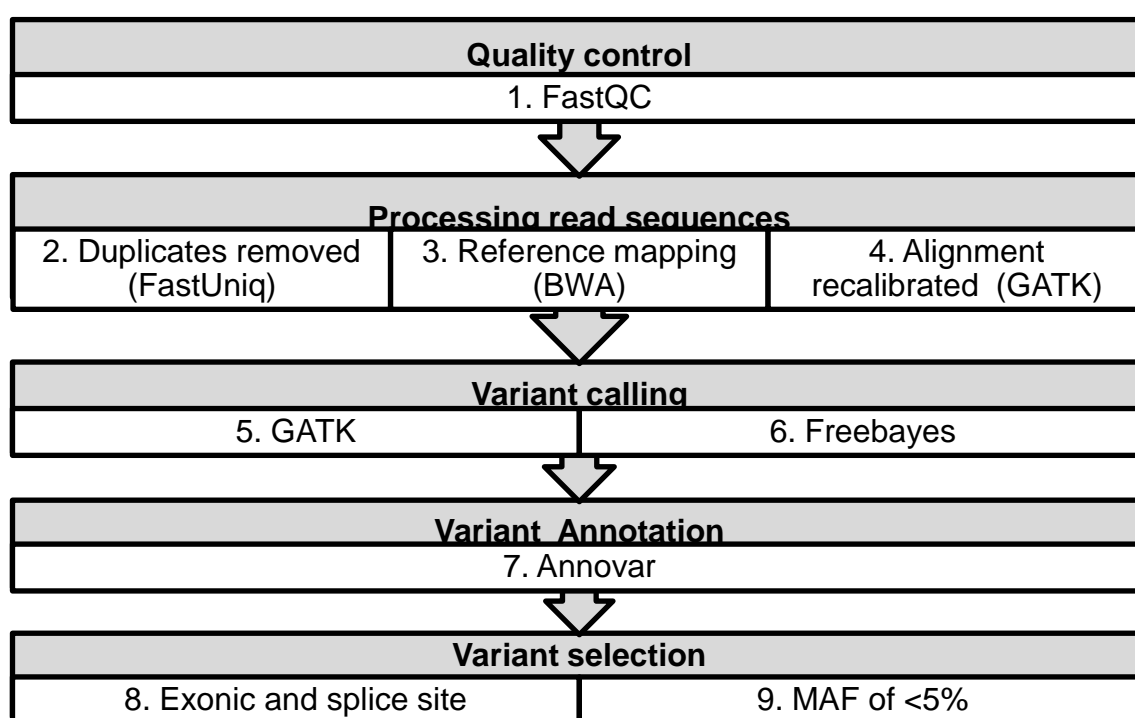 Quality control
1. FastQC
Processing read sequences
2. Duplicates removed
(FastUniq)
3. Reference mapping
(BWA)
4. Alignment
recalibrated (GATK)
Variant calling
5. GATK
6. Freebayes
Variant Annotation
7. Annovar
Variant selection
8. Exonic and splice site
9. MAF of <5%